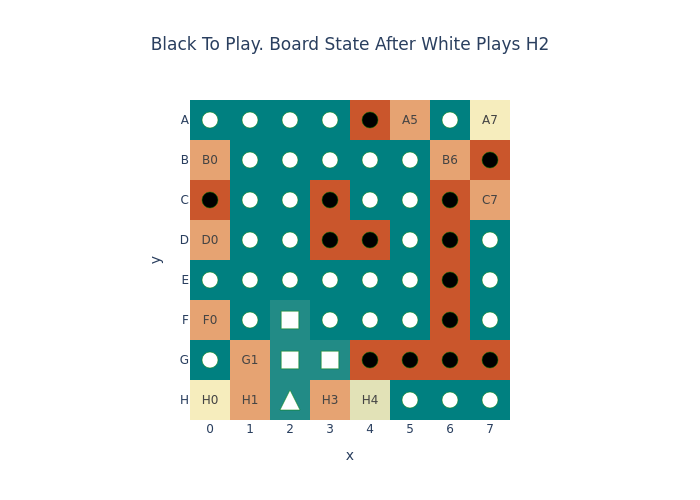 Black To Play. Board State After White Plays H2
A A5 A7
B B0 B6
C C7
D D0
E
F F0
G G1
H H0 H1 H3 H4
0 1 2 3 4 5 6 7
x
y